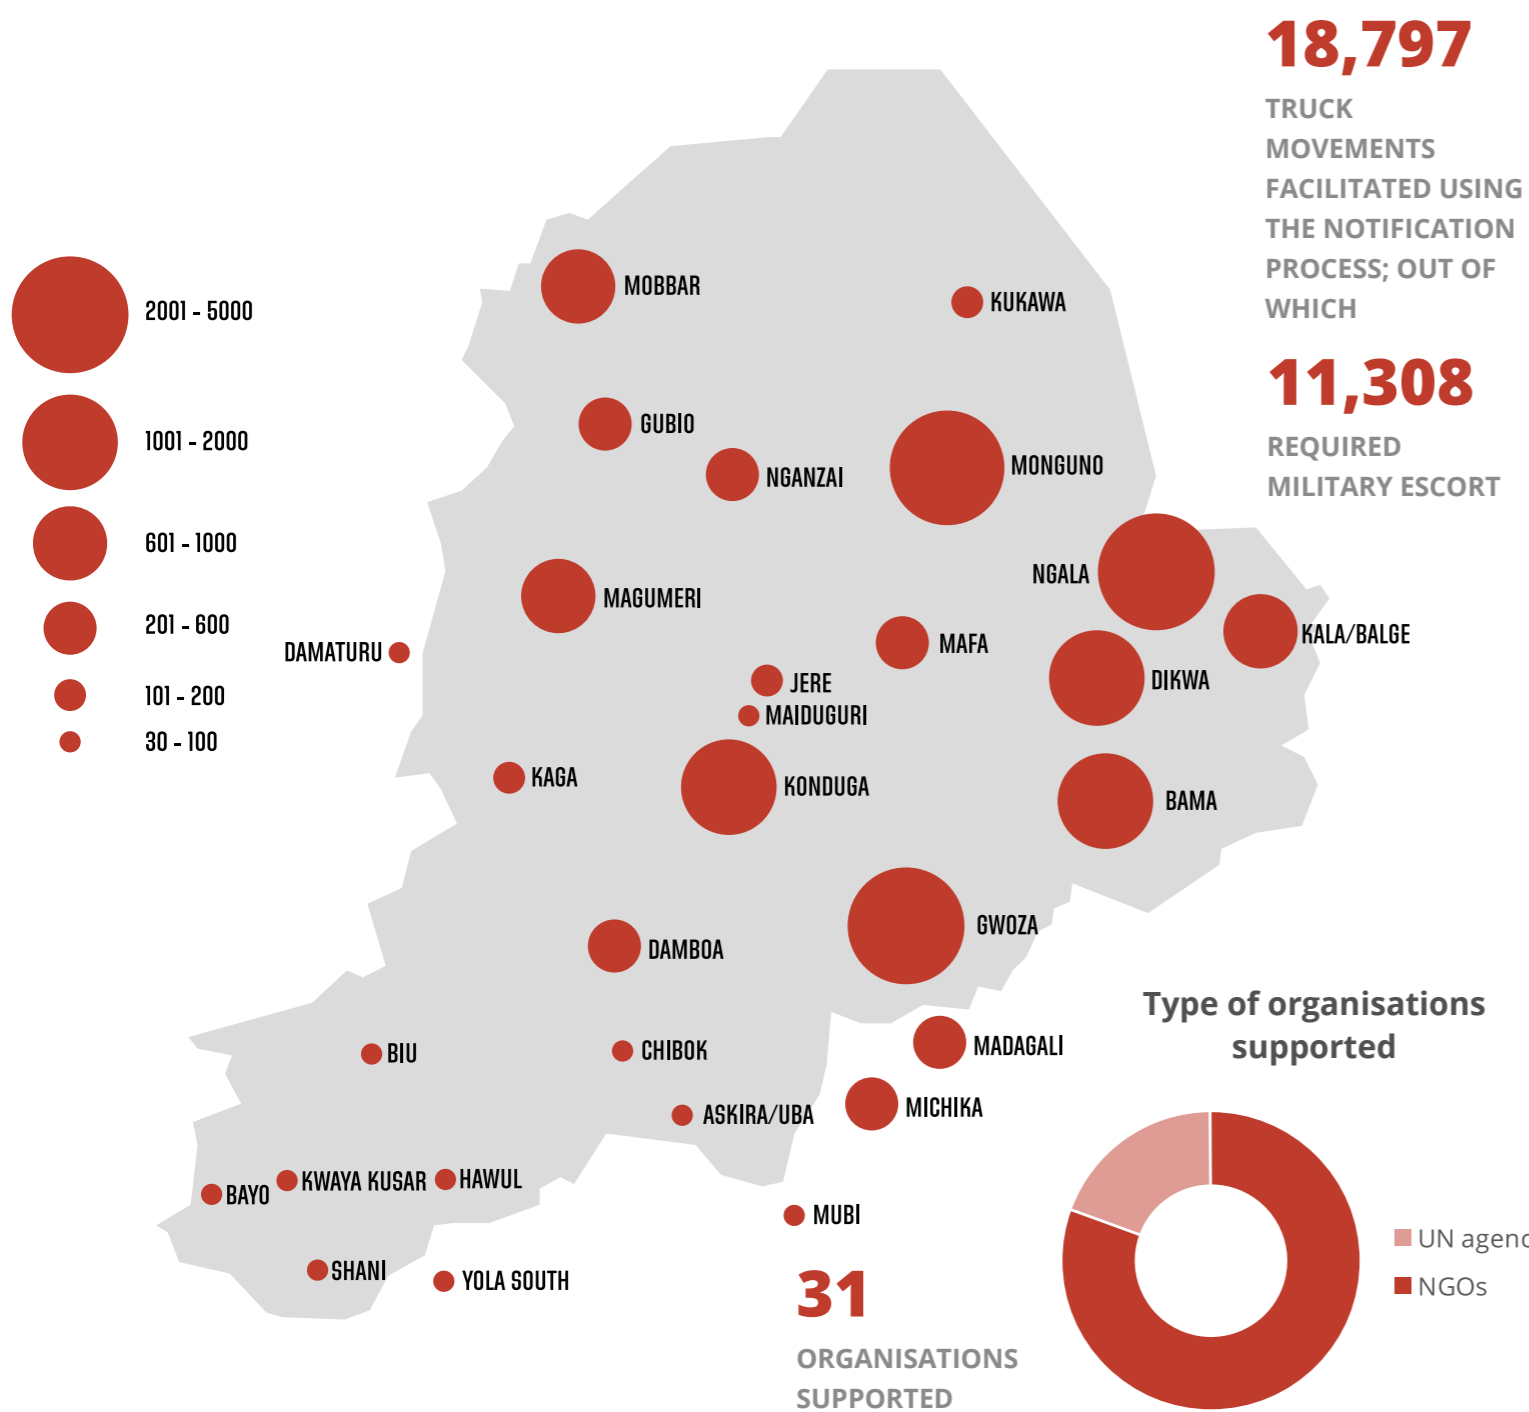 18,797
TRUCK
MOVEMENTS
FACILITATED USING
THE NOTIFICATION
PROCESS; OUT OF
WHICH
11,308
REQUIRED
MILITARY ESCORT
2001 - 5000
1001 - 2000
601 - 1000
201 - 600
101 - 200
30 - 100
MOBBAR
KUKAWA
GUBIO
NGANZAI
MONGUNO
NGALA
MAGUMERI
KALA/BALGE
DAMATURU
MAFA
JERE
DIKWA
MAIDUGURI
KAGA
KONDUGA
BAMA
GWOZA
DAMBOA
BIU
CHIBOK
MADAGALI
ASKIRA/UBA
MICHIKA
BAYO
KWAYA KUSAR
HAWUL
MUBI
SHANI
YOLA SOUTH
31
ORGANISATIONS
SUPPORTED
Type of organisations
supported
UN agenc
NGOs